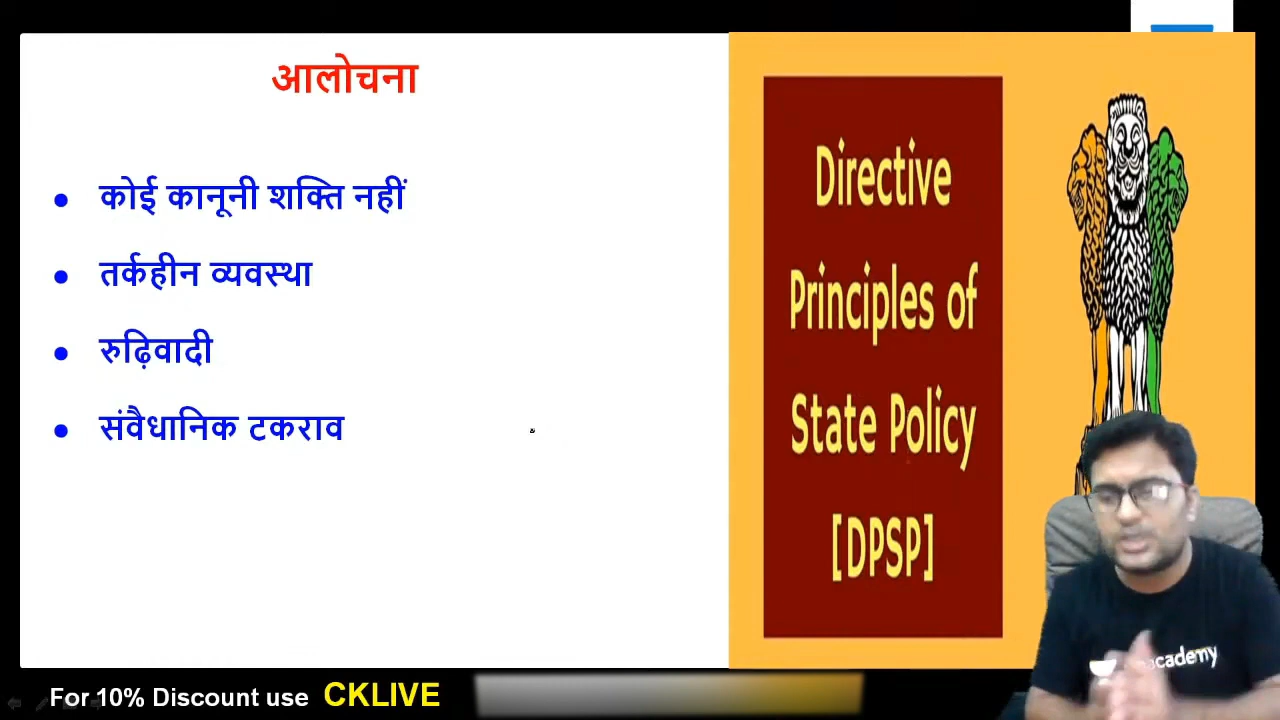 आलोचना
• कोई कानूनी शक्ति नहीं
• तर्कहीन व्यवस्था
• रुढ़िवादी
• संवैधानिक टकराव
Directive
Principles of
State Policy
[DPSP]
For 10% Discount use CKLIVE